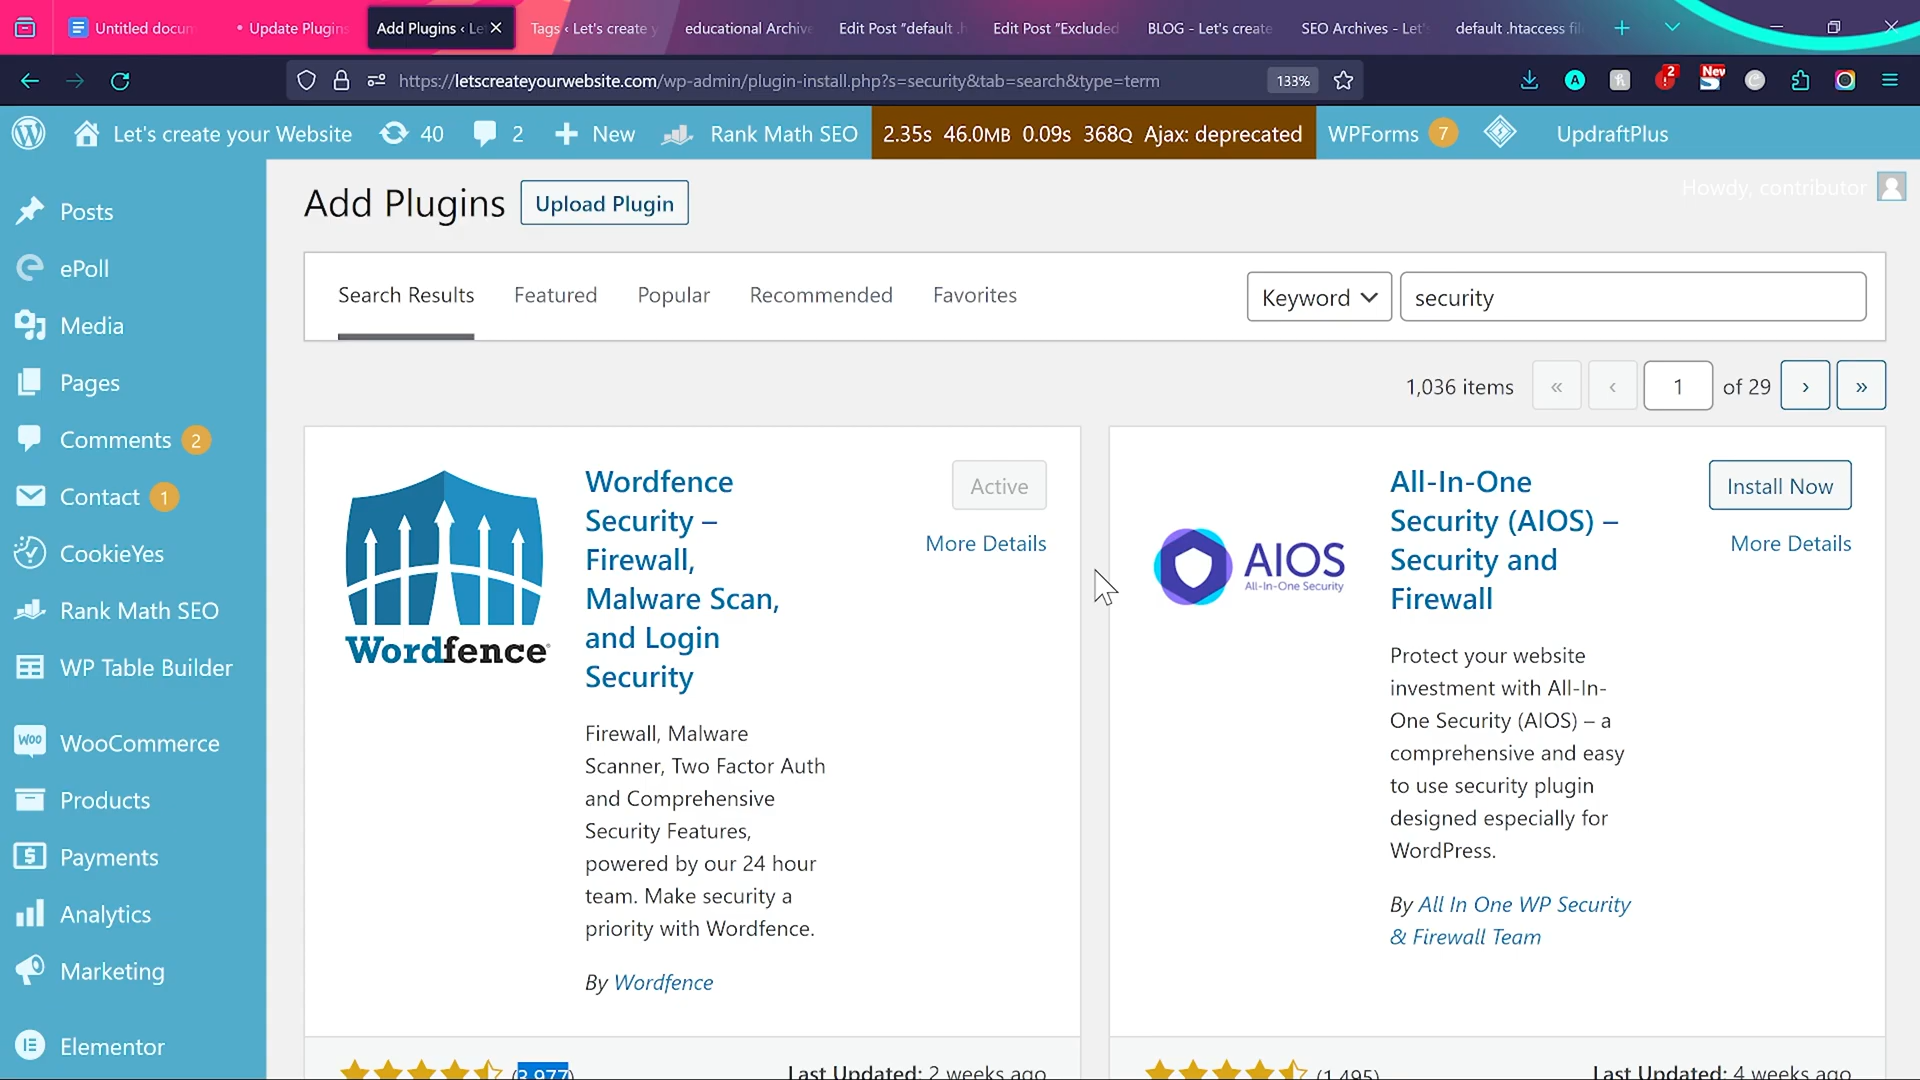 Untitled docum
Update Plugins
Add Plugins ‹ Le
Tags ‹ Let's create y
educational Archive
Edit Post "default .h
Edit Post "Excluded
BLOG - Let's create
SEO Archives - Let'
default .htaccess fil
https://letscreateyourwebsite.com/wp-admin/plugin-install.php?s=security&tab=search&type=term
133%
A
2
New
Let's create your Website
40
2
New
Rank Math SEO
2.35s 46.0MB 0.09s 368Q Ajax: deprecated
WPForms 7
UpdraftPlus
Howdy, contributor
Posts
ePoll
Media
Pages
Comments 2
Contact 1
CookieYes
Rank Math SEO
WP Table Builder
WOO WooCommerce
Products
Payments
Analytics
Marketing
Elementor
Add Plugins
Upload Plugin
Search Results
Featured
Popular
Recommended
Favorites
Keyword
security
1,036 items « ‹ 1 of 29 › »
Wordfence
Wordfence
Security –
Firewall,
Malware Scan,
and Login
Security
Active
More Details
Firewall, Malware
Scanner, Two Factor Auth
and Comprehensive
Security Features,
powered by our 24 hour
team. Make security a
priority with Wordfence.
By Wordfence
(3,977)
Last Updated: 2 weeks ago
AIOS
All-In-One Security
All-In-One
Security (AIOS) –
Security and
Firewall
Install Now
More Details
Protect your website
investment with All-In-
One Security (AIOS) – a
comprehensive and easy
to use security plugin
designed especially for
WordPress.
By All In One WP Security
& Firewall Team
(1,495)
Last Updated: 4 weeks ago